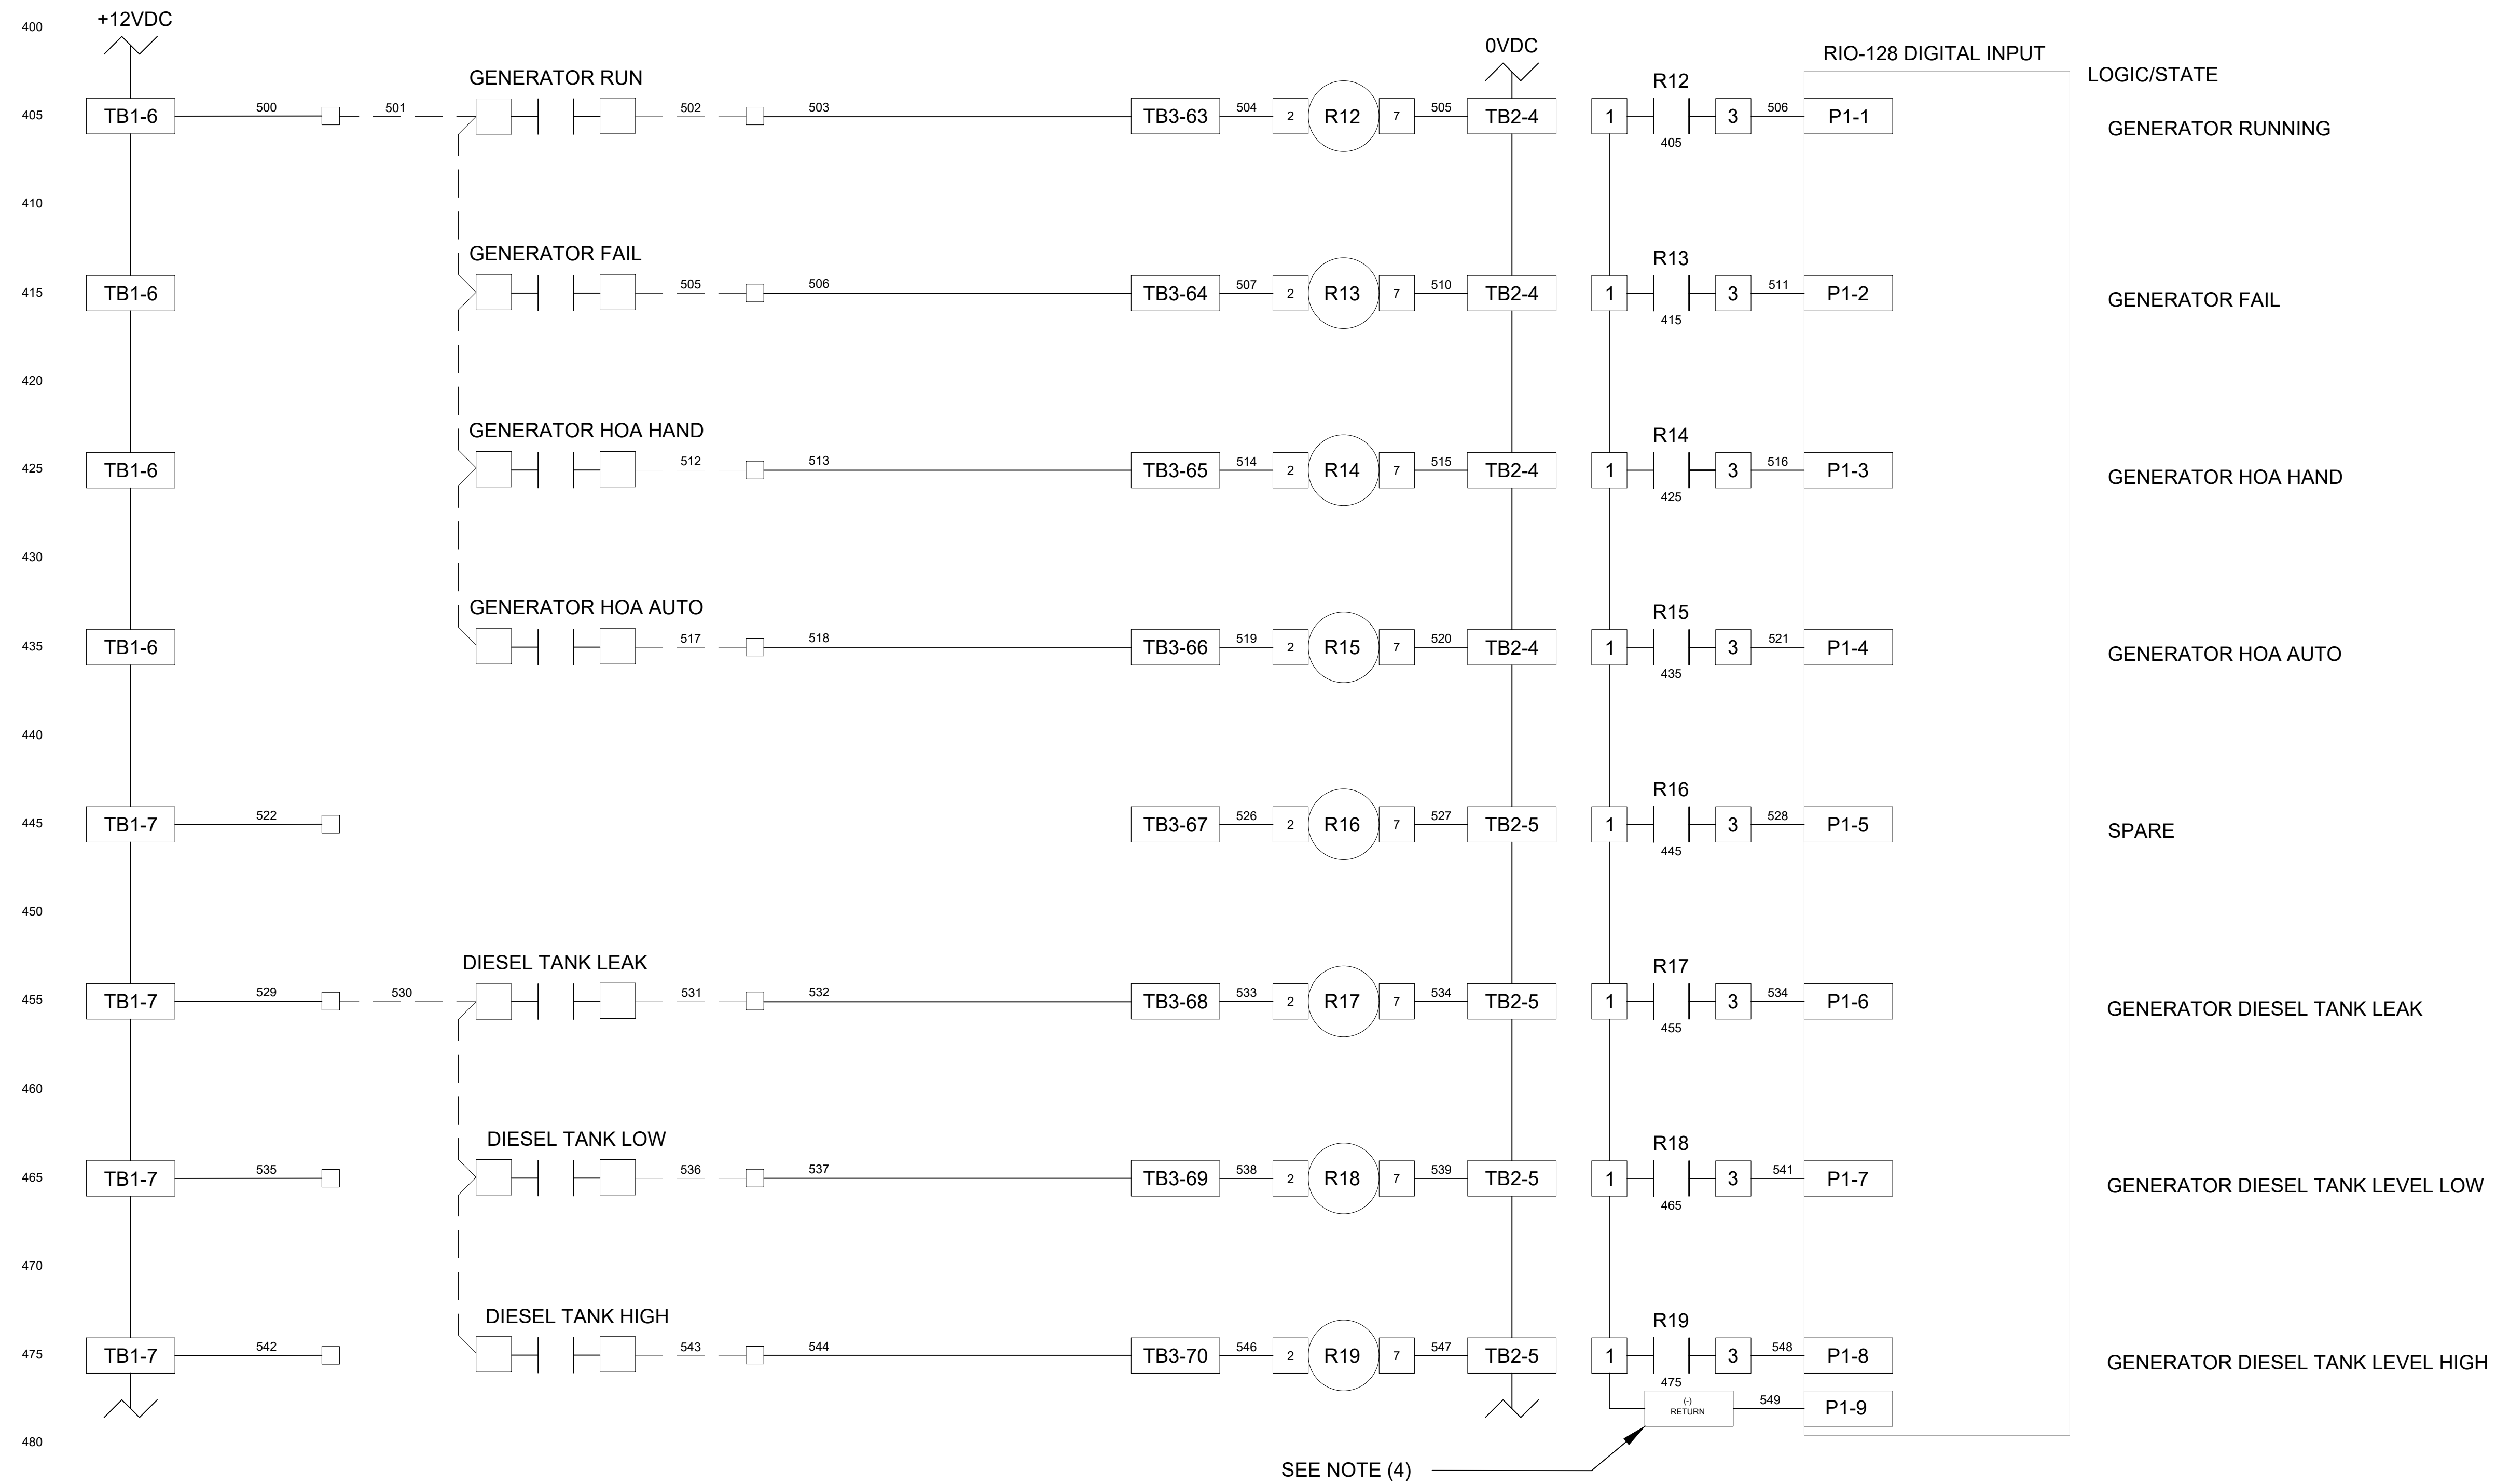 400
+12VDC
0VDC
RIO-128 DIGITAL INPUT
LOGIC/STATE
GENERATOR RUN
R12
405
TB1-6
500
501
502
503
TB3-63
504
2
R12
7
505
TB2-4
1
3
506
P1-1
405
GENERATOR RUNNING
410
GENERATOR FAIL
R13
415
TB1-6
505
506
TB3-64
507
2
R13
7
510
TB2-4
1
3
511
P1-2
415
GENERATOR FAIL
420
GENERATOR HOA HAND
R14
425
TB1-6
512
513
TB3-65
514
2
R14
7
515
TB2-4
1
3
516
P1-3
425
GENERATOR HOA HAND
430
GENERATOR HOA AUTO
R15
435
TB1-6
517
518
TB3-66
519
2
R15
7
520
TB2-4
1
3
521
P1-4
435
GENERATOR HOA AUTO
440
R16
445
TB1-7
522
TB3-67
526
2
R16
7
527
TB2-5
1
3
528
P1-5
445
SPARE
450
DIESEL TANK LEAK
R17
455
TB1-7
529
530
531
532
TB3-68
533
2
R17
7
534
TB2-5
1
3
534
P1-6
455
GENERATOR DIESEL TANK LEAK
460
DIESEL TANK LOW
R18
465
TB1-7
535
536
537
TB3-69
538
2
R18
7
539
TB2-5
1
3
541
P1-7
465
GENERATOR DIESEL TANK LEVEL LOW
470
DIESEL TANK HIGH
R19
475
TB1-7
542
543
544
TB3-70
546
2
R19
7
547
TB2-5
1
3
548
P1-8
475
GENERATOR DIESEL TANK LEVEL HIGH
(-)
RETURN
549
P1-9
480
SEE NOTE (4)